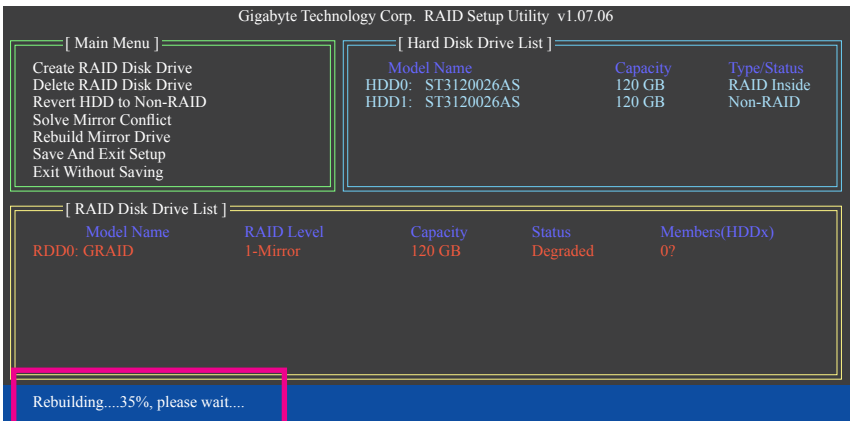 Gigabyte Technology Corp. RAID Setup Utility v1.07.06
[ Main Menu ]
Create RAID Disk Drive
Delete RAID Disk Drive
Revert HDD to Non-RAID
Solve Mirror Conflict
Rebuild Mirror Drive
Save And Exit Setup
Exit Without Saving
[ Hard Disk Drive List ]
Model Name Capacity Type/Status
HDD0: ST3120026AS 120 GB RAID Inside
HDD1: ST3120026AS 120 GB Non-RAID
[ RAID Disk Drive List ]
Model Name RAID Level Capacity Status Members(HDDx)
RDD0: GRAID 1-Mirror 120 GB Degraded 0?
Rebuilding....35%, please wait....